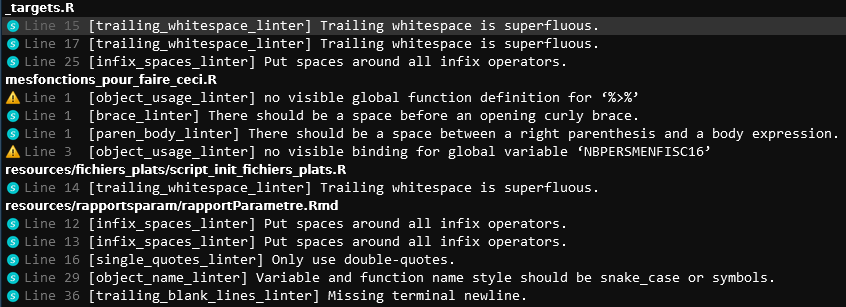 _targets.R
S Line 15 [trailing_whitespace_linter] Trailing whitespace is superfluous.
S Line 17 [trailing_whitespace_linter] Trailing whitespace is superfluous.
S Line 25 [infix_spaces_linter] Put spaces around all infix operators.
mesfonctions_pour_faire_ceci.R
Line 1 [object_usage_linter] no visible global function definition for ‘%>%’
S Line 1 [brace_linter] There should be a space before an opening curly brace.
S Line 1 [paren_body_linter] There should be a space between a right parenthesis and a body expression.
Line 3 [object_usage_linter] no visible binding for global variable ‘NBPERSMENFISC16’
resources/fichiers_plats/script_init_fichiers_plats.R
S Line 14 [trailing_whitespace_linter] Trailing whitespace is superfluous.
resources/rapportsparam/rapportParametre.Rmd
S Line 12 [infix_spaces_linter] Put spaces around all infix operators.
S Line 13 [infix_spaces_linter] Put spaces around all infix operators.
S Line 16 [single_quotes_linter] Only use double-quotes.
S Line 29 [object_name_linter] Variable and function name style should be snake_case or symbols.
S Line 36 [trailing_blank_lines_linter] Missing terminal newline.